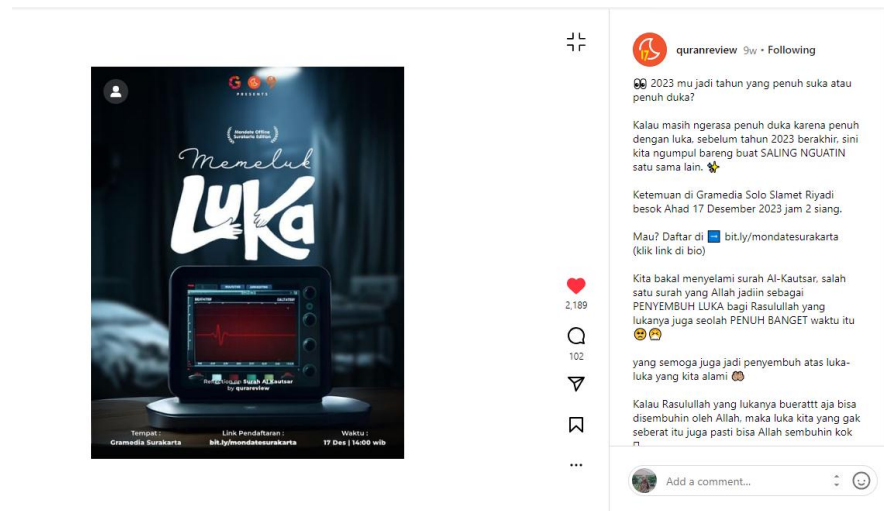 GO
PRESENTS
Mondate Offline
Surakarta Edition
Memeluk
LUKa
Reflection on Surah Al Kautsar
by quranreview
Tempat :
Gramedia Surakarta
Link Pendaftaran :
bit.ly/mondatesurakarta
Waktu :
17 Des | 14:00 wib
2,189
102
quranreview 9w • Following
2023 mu jadi tahun yang penuh suka atau
penuh duka?
Kalau masih ngerasa penuh duka karena penuh
dengan luka, sebelum tahun 2023 berakhir, sini
kita ngumpul bareng buat SALING NGUATIN
satu sama lain.
Ketemuan di Gramedia Solo Slamet Riyadi
besok Ahad 17 Desember 2023 jam 2 siang.
Mau? Daftar di ➡️ bit.ly/mondatesurakarta
(klik link di bio)
Kita bakal menyelami surah Al-Kautsar, salah
satu surah yang Allah jadiin sebagai
PENYEMBUH LUKA bagi Rasulullah yang
lukanya juga seolah PENUH BANGET waktu itu
yang semoga juga jadi penyembuh atas luka-
luka yang kita alami
Kalau Rasulullah yang lukanya buerattt aja bisa
disembuhin oleh Allah, maka luka kita yang gak
seberat itu juga pasti bisa Allah sembuhin kok
Add a comment...